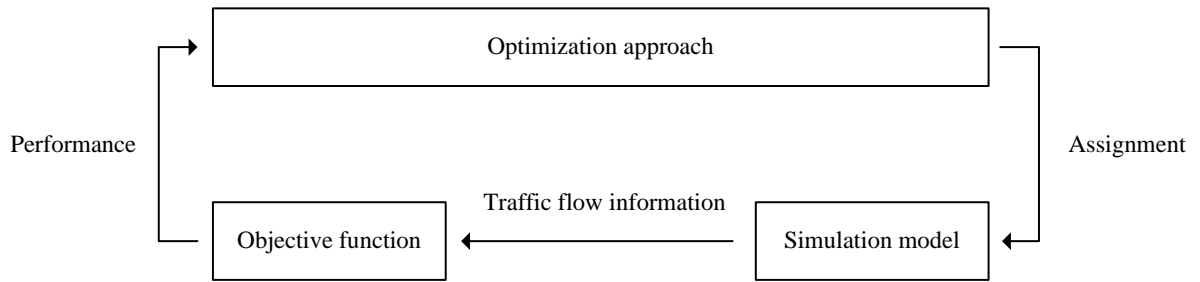 Optimization approach
Performance
Assignment
Traffic flow information
Objective function
Simulation model